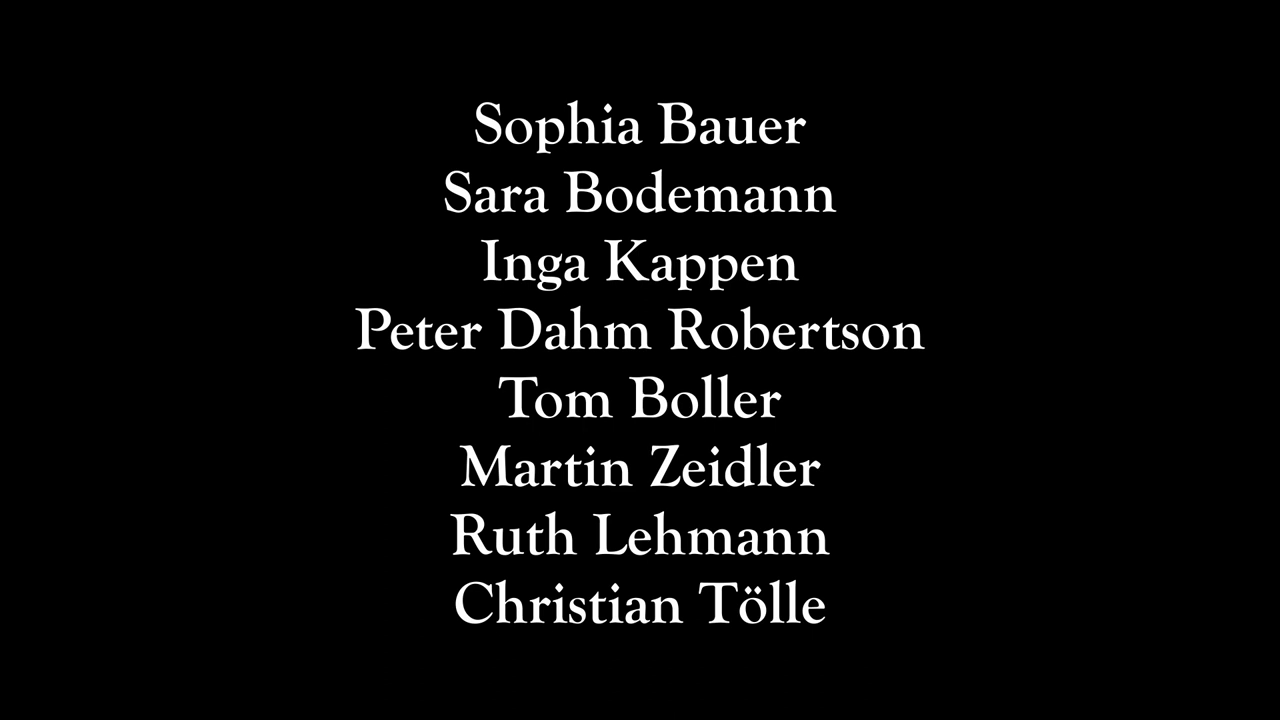 Sophia Bauer
Sara Bodemann
Inga Kappen
Peter Dahm Robertson
Tom Boller
Martin Zeidler
Ruth Lehmann
Christian Tölle